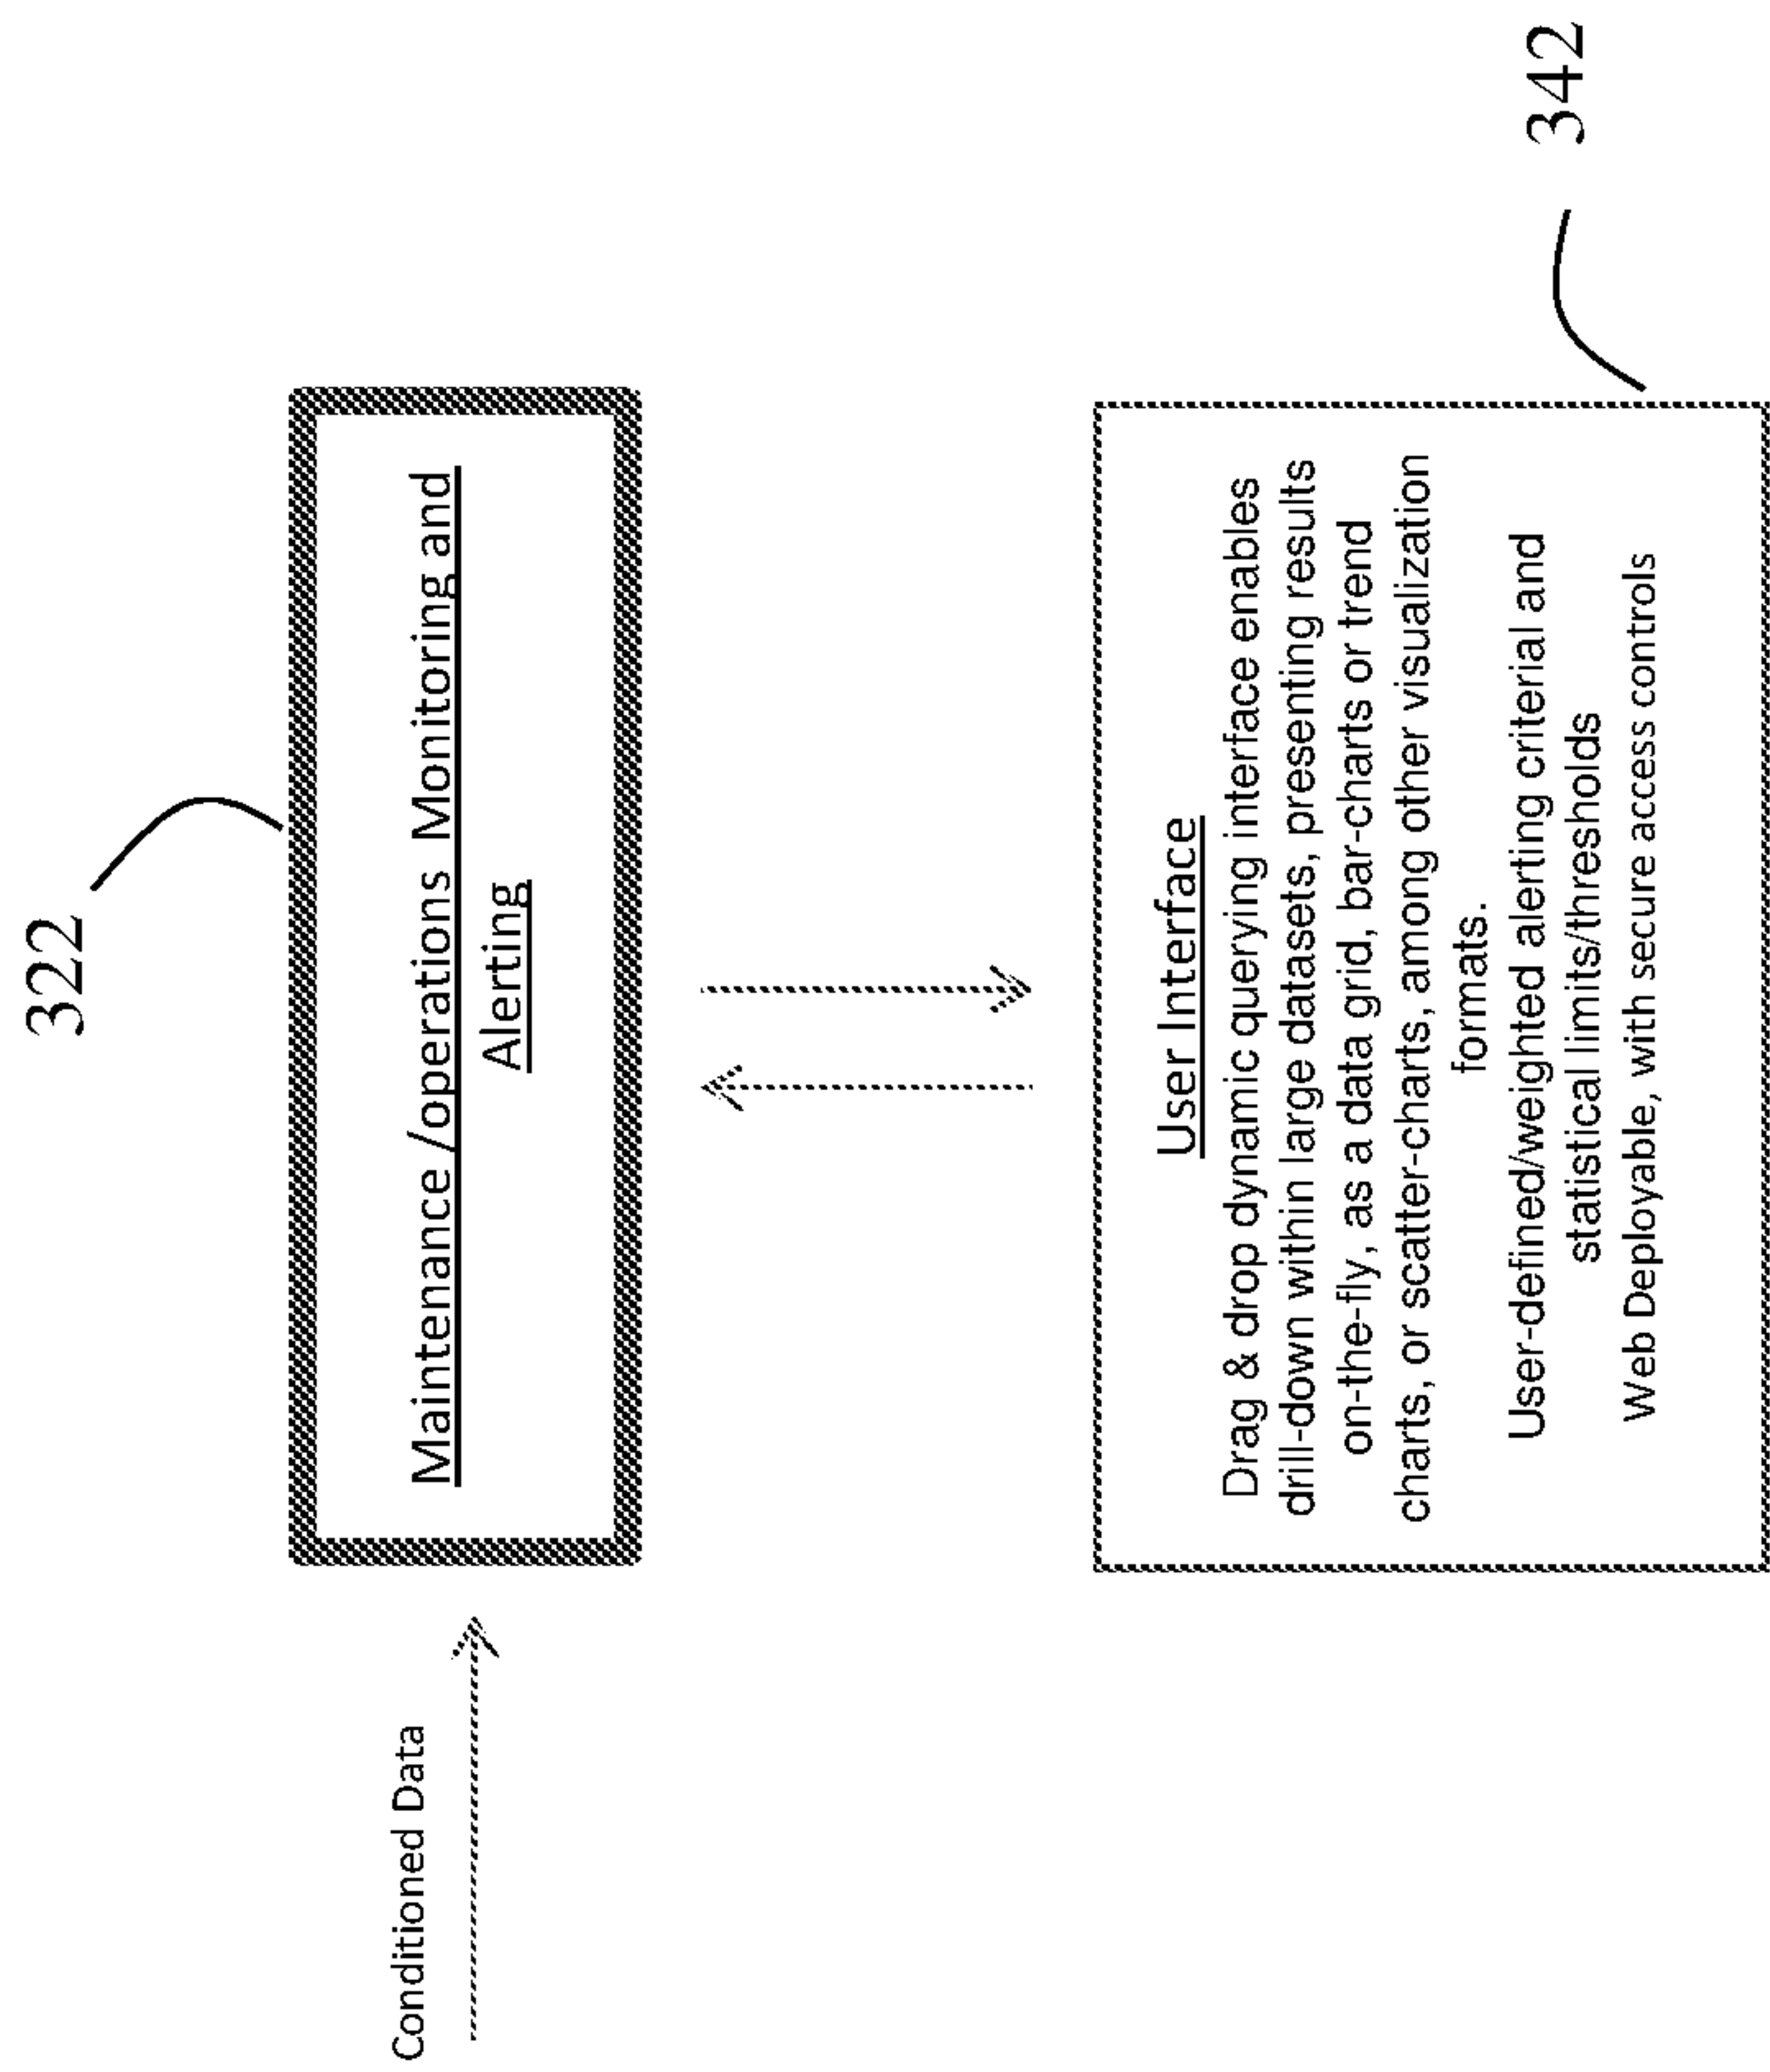 322
Conditioned Data
Maintenance /operations Monitoring and
Alerting
User Interface
Drag & drop dynamic querying interface enables
drill-down within large datasets, presenting results
on-the-fly, as a data grid, bar-charts or trend
charts, or scatter-charts, among other visualization
formats.
User-defined/weighted alerting criterial and
statistical limits/thresholds
Web Deployable, with secure access controls
342